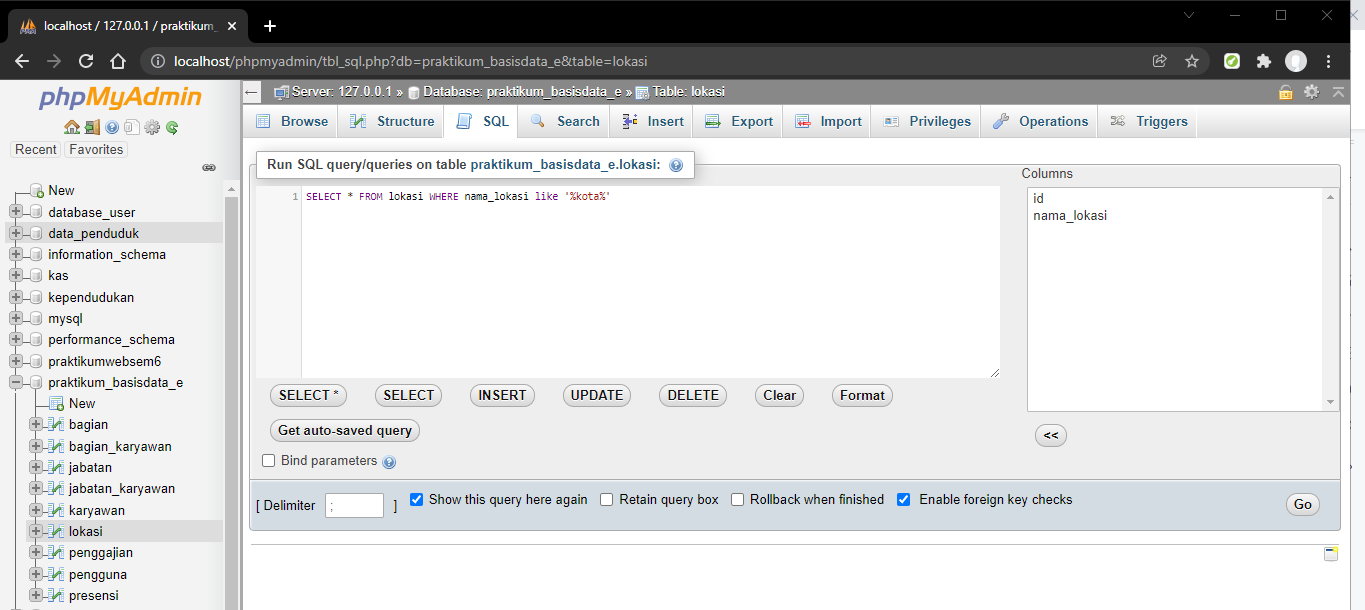 localhost / 127.0.0.1 / praktikum_
localhost/phpmyadmin/tbl_sql.php?db=praktikum_basisdata_e&table=lokasi
phpMyAdmin
Recent Favorites
New
database_user
data_penduduk
information_schema
kas
kependudukan
mysql
performance_schema
praktikumwebsem6
praktikum_basisdata_e
New
bagian
bagian_karyawan
jabatan
jabatan_karyawan
karyawan
lokasi
penggajian
pengguna
presensi
Server: 127.0.0.1 » Database: praktikum_basisdata_e » Table: lokasi
Browse Structure SQL Search Insert Export Import Privileges Operations Triggers
Run SQL query/queries on table praktikum_basisdata_e.lokasi:
1 SELECT * FROM lokasi WHERE nama_lokasi like '%kota%'
Columns
id
nama_lokasi
SELECT * SELECT INSERT UPDATE DELETE Clear Format
Get auto-saved query
<<
Bind parameters
[ Delimiter ; ] Show this query here again Retain query box Rollback when finished Enable foreign key checks Go